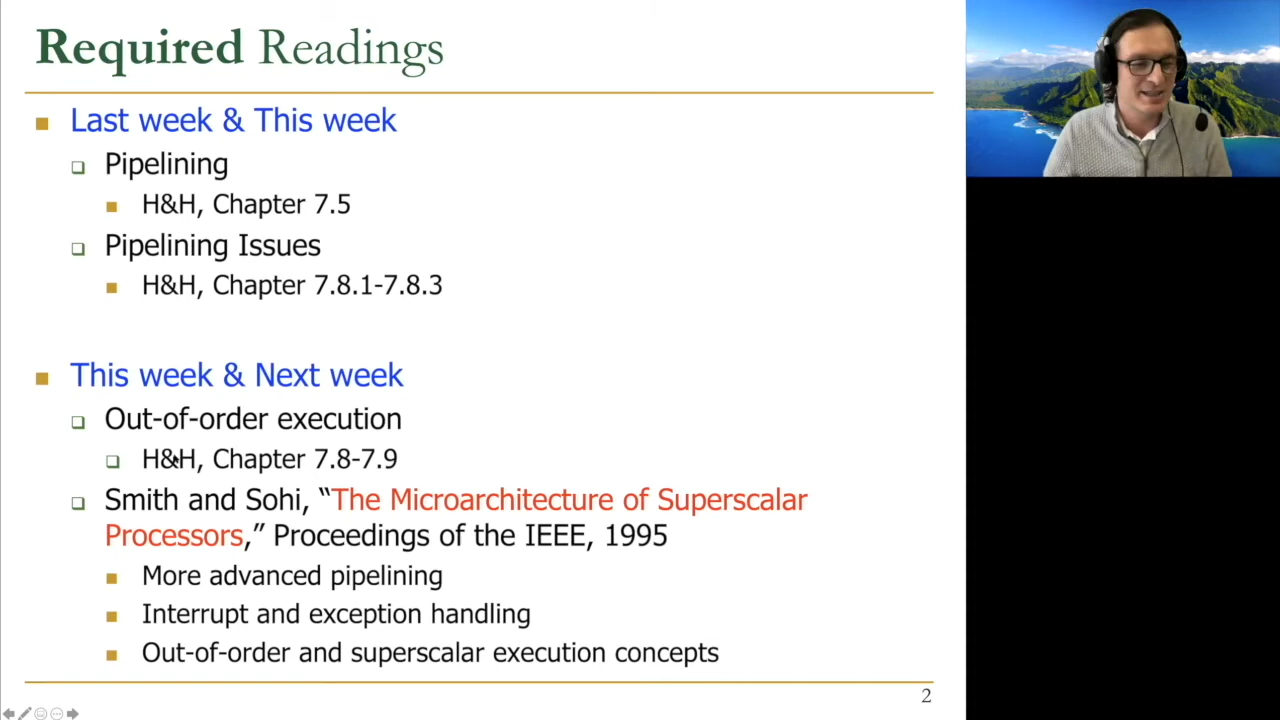 Required Readings
Last week & This week
Pipelining
H&H, Chapter 7.5
Pipelining Issues
H&H, Chapter 7.8.1-7.8.3
This week & Next week
Out-of-order execution
H&H, Chapter 7.8-7.9
Smith and Sohi, “The Microarchitecture of Superscalar
Processors,” Proceedings of the IEEE, 1995
More advanced pipelining
Interrupt and exception handling
Out-of-order and superscalar execution concepts
2